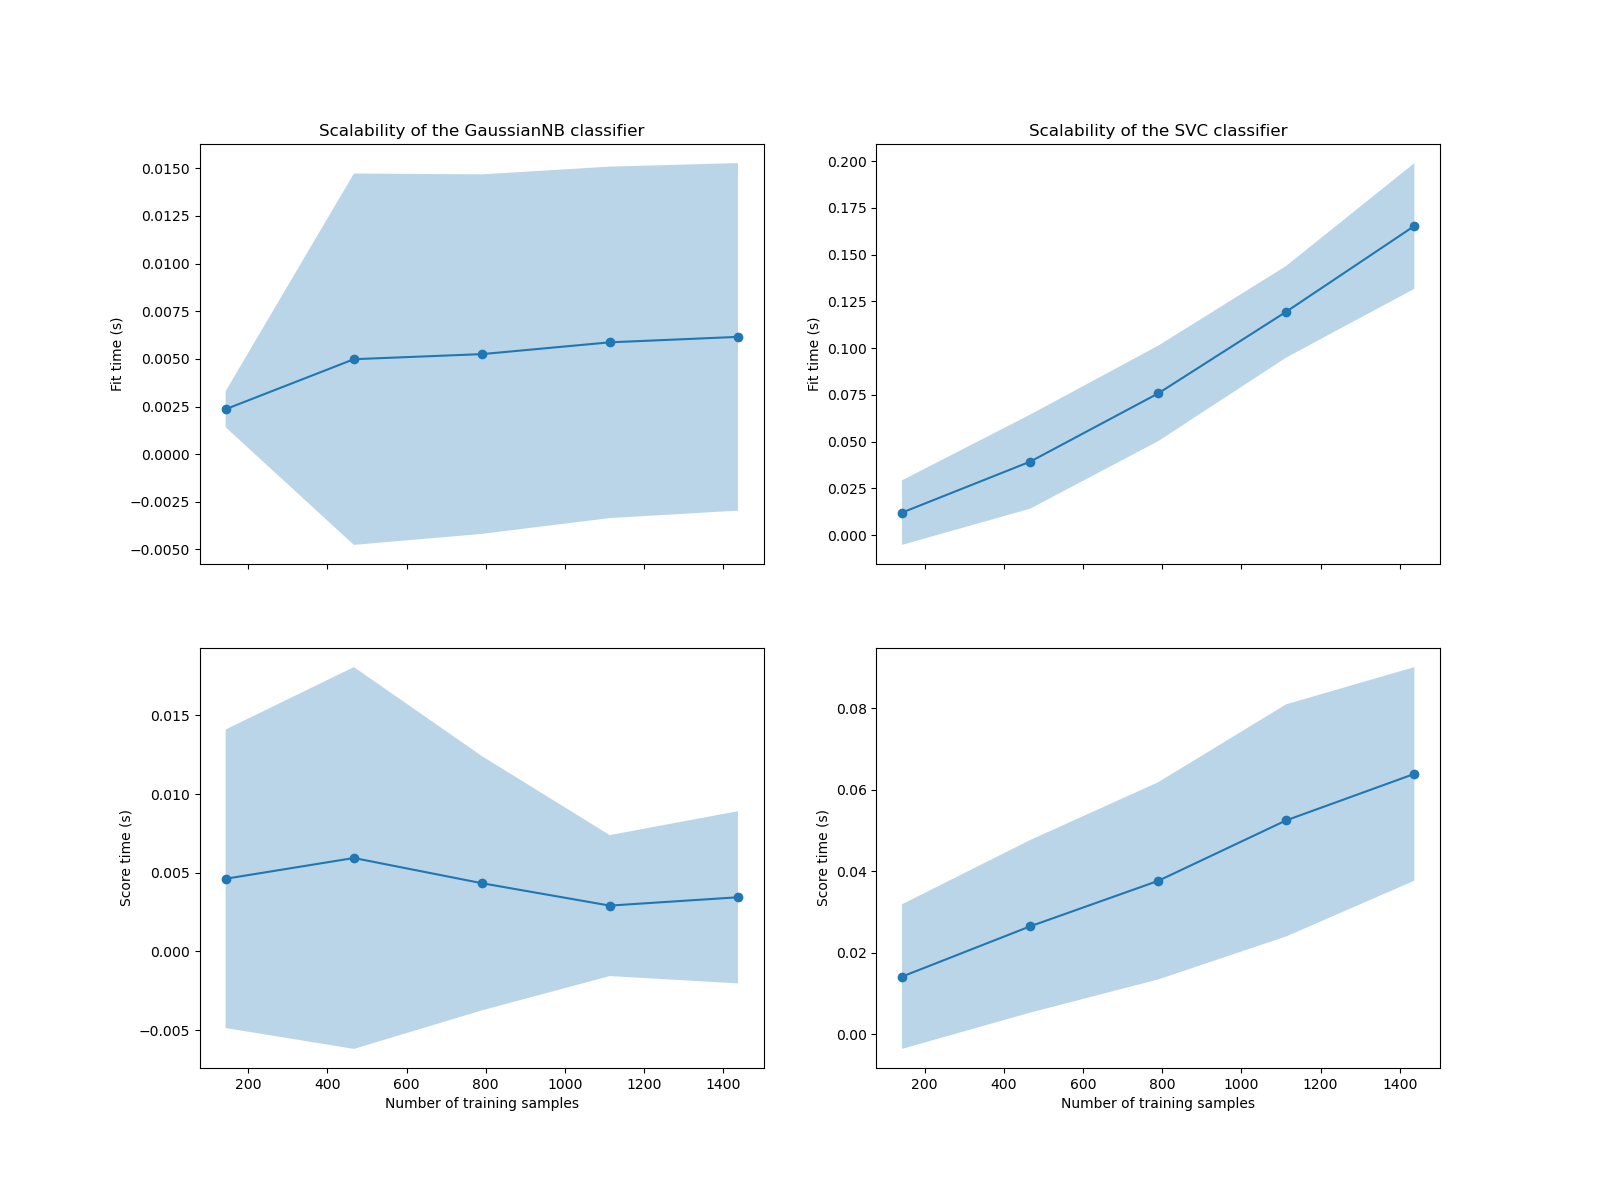 Scalability of the GaussianNB classifier
0.0150
0.0125
0.0100
0.0075
0.0050
0.0025
0.0000
−0.0025
−0.0050
Fit time (s)
Scalability of the SVC classifier
0.200
0.175
0.150
0.125
0.100
0.075
0.050
0.025
0.000
Fit time (s)
0.015
0.010
0.005
0.000
−0.005
Score time (s)
200 400 600 800 1000 1200 1400
Number of training samples
0.08
0.06
0.04
0.02
0.00
Score time (s)
200 400 600 800 1000 1200 1400
Number of training samples